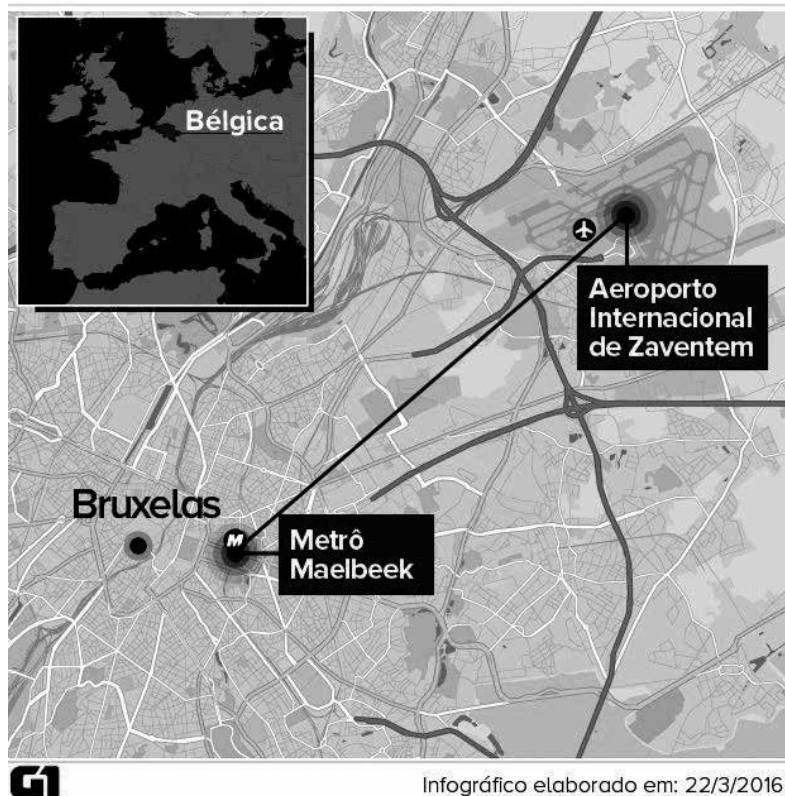 Bélgica
Aeroporto
Internacional
de Zaventem
Bruxelas
M
Metrô
Maelbeek
G1
Infográfico elaborado em: 22/3/2016